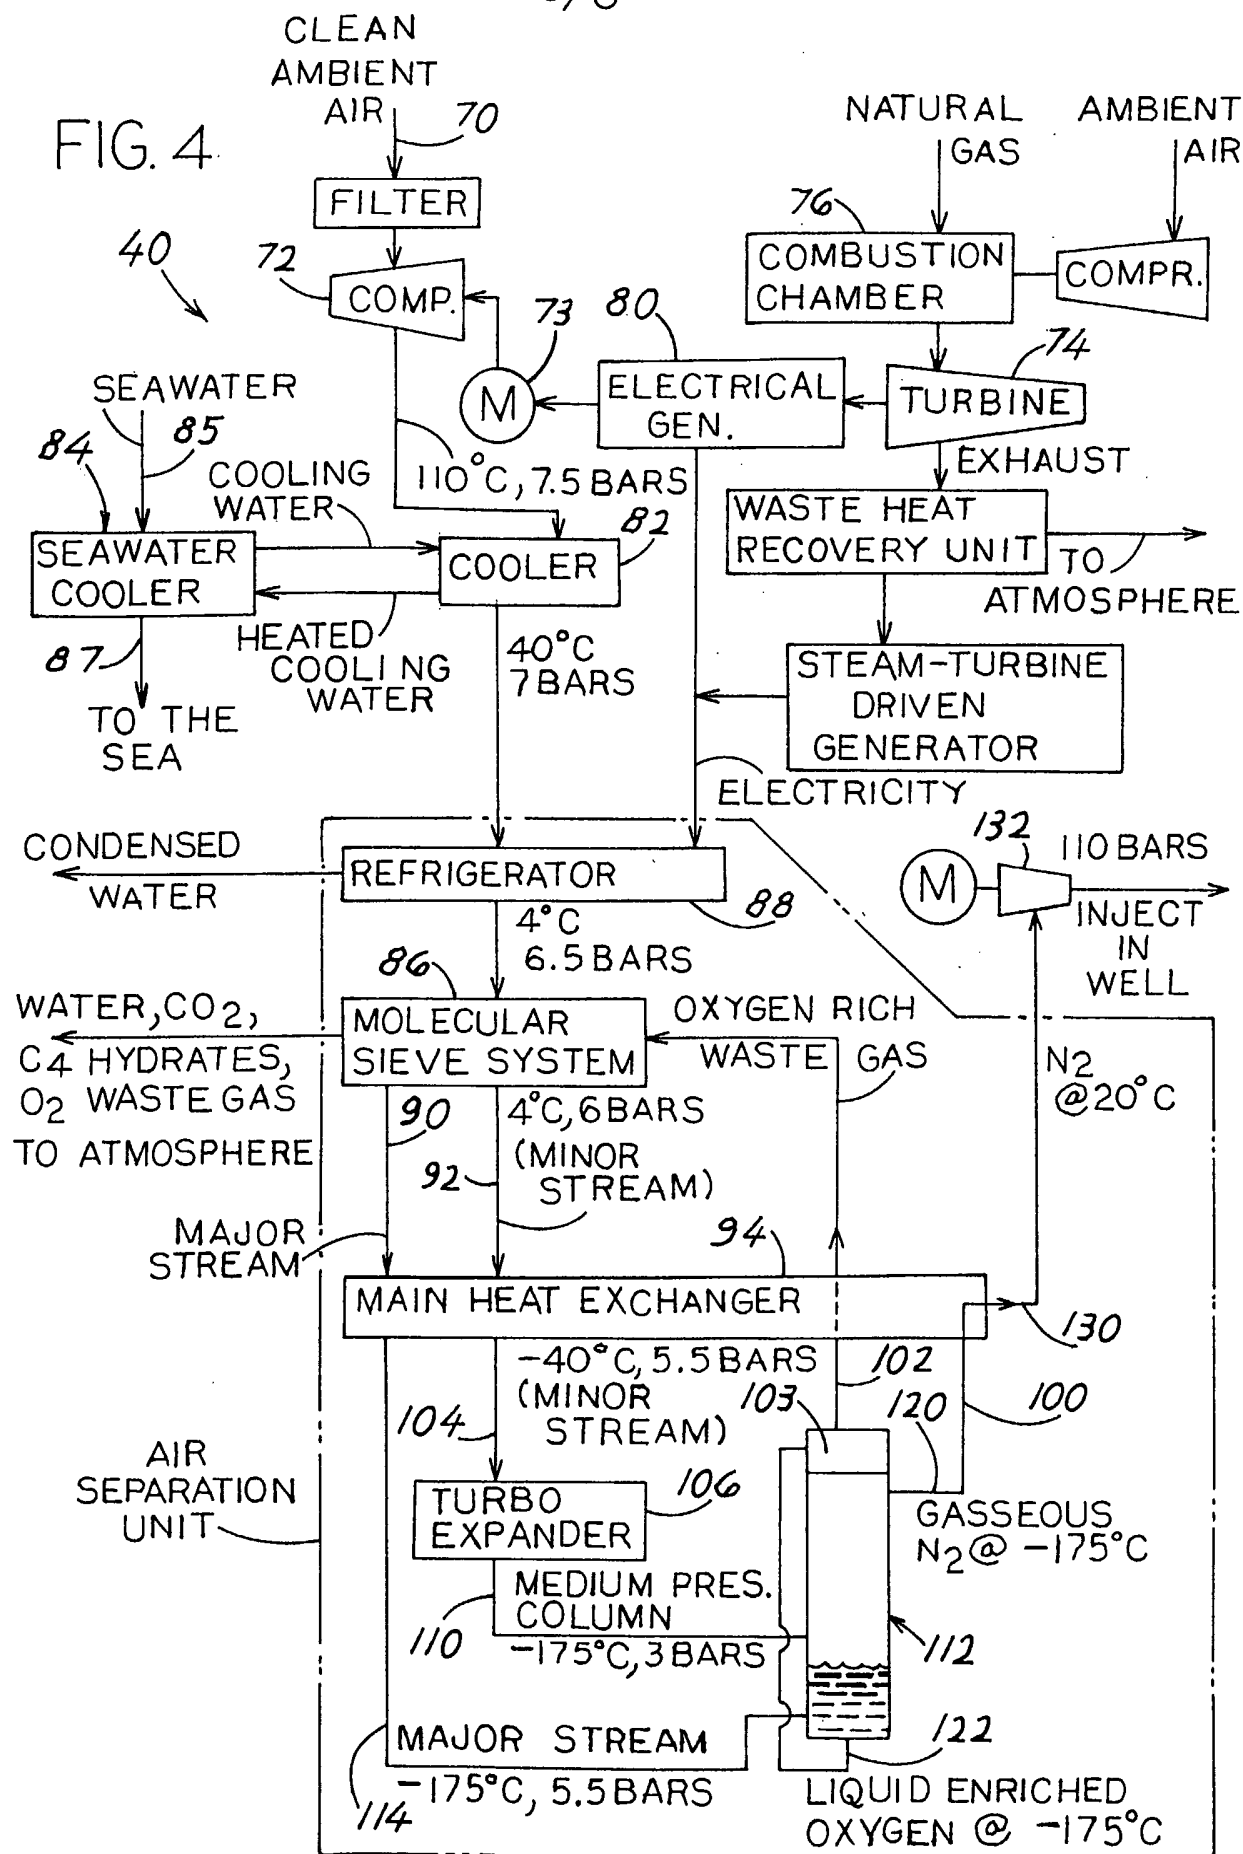 CLEAN
AMBIENT
AIR
70
FIG. 4
NATURAL
GAS
AMBIENT
AIR
FILTER
76
40
72
COMP.
73
80
COMBUSTION
CHAMBER
COMPR.
74
SEAWATER
M
ELECTRICAL
GEN.
TURBINE
84
85
COOLING
WATER
110°C, 7.5 BARS
EXHAUST
82
WASTE HEAT
RECOVERY UNIT
TO
ATMOSPHERE
SEAWATER
COOLER
COOLER
87
HEATED
COOLING
WATER
40°C
7 BARS
STEAM-TURBINE
DRIVEN
GENERATOR
TO THE
SEA
ELECTRICITY
132
110 BARS
CONDENSED
WATER
REFRIGERATOR
88
M
INJECT
IN
WELL
4°C
6.5 BARS
86
WATER, CO2,
C4 HYDRATES,
O2 WASTE GAS
TO ATMOSPHERE
MOLECULAR
SIEVE SYSTEM
OXYGEN RICH
WASTE GAS
N2
@20°C
90
4°C, 6 BARS
(MINOR
STREAM)
92
MAJOR
STREAM
94
MAIN HEAT EXCHANGER
130
-40°C, 5.5 BARS
(MINOR
STREAM)
102
103
120
100
104
AIR
SEPARATION
UNIT
TURBO
EXPANDER
106
GASSEOUS
N2@ -175°C
MEDIUM PRES.
COLUMN
110
-175°C, 3 BARS
112
MAJOR STREAM
-175°C, 5.5 BARS
122
114
LIQUID ENRICHED
OXYGEN @ -175°C